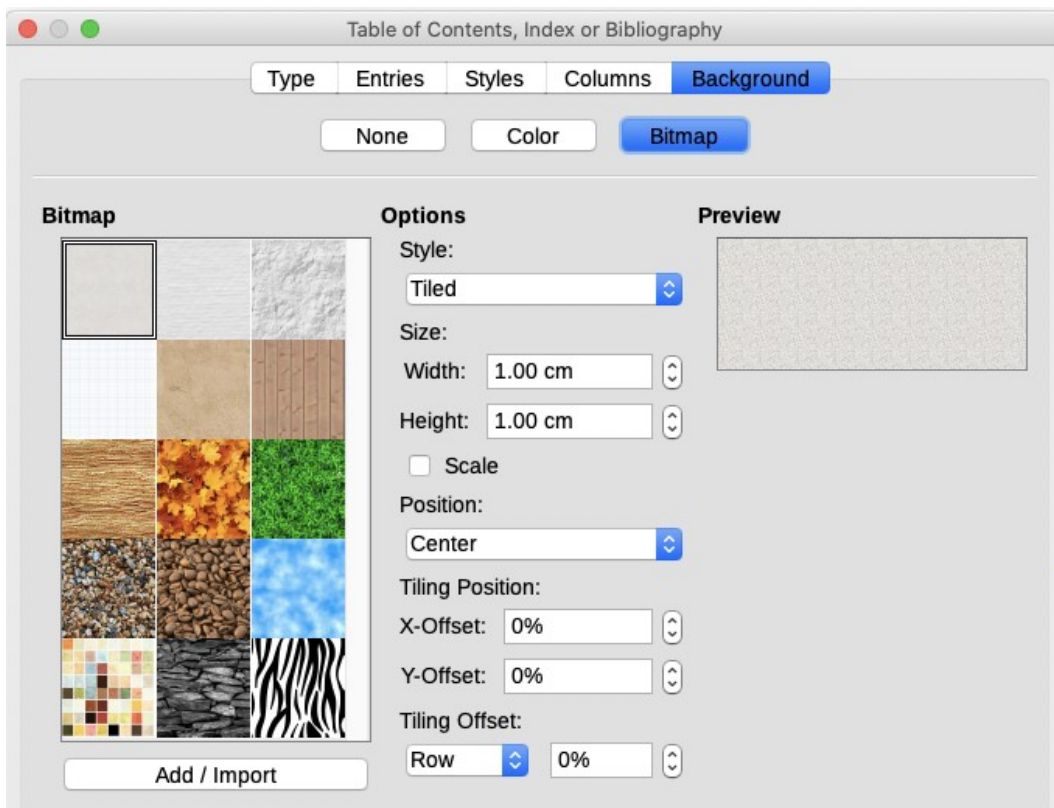 Table of Contents, Index or Bibliography
Type Entries Styles Columns Background
None Color Bitmap
Bitmap
Add / Import
Options
Style:
Tiled
Size:
Width: 1.00 cm
Height: 1.00 cm
Scale
Position:
Center
Tiling Position:
X-Offset: 0%
Y-Offset: 0%
Tiling Offset:
Row 0%
Preview